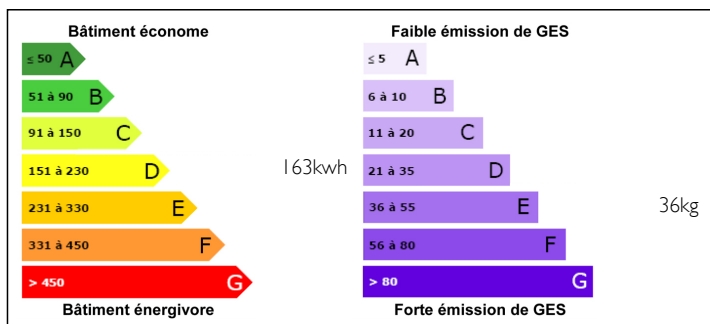 Bâtiment économe
≤ 50 A
51 à 90 B
91 à 150 C
151 à 230 D
163kwh
231 à 330 E
331 à 450 F
> 450 G
Bâtiment énergivore
Faible émission de GES
≤ 5 A
6 à 10 B
11 à 20 C
21 à 35 D
36 à 55 E
36kg
56 à 80 F
> 80 G
Forte émission de GES